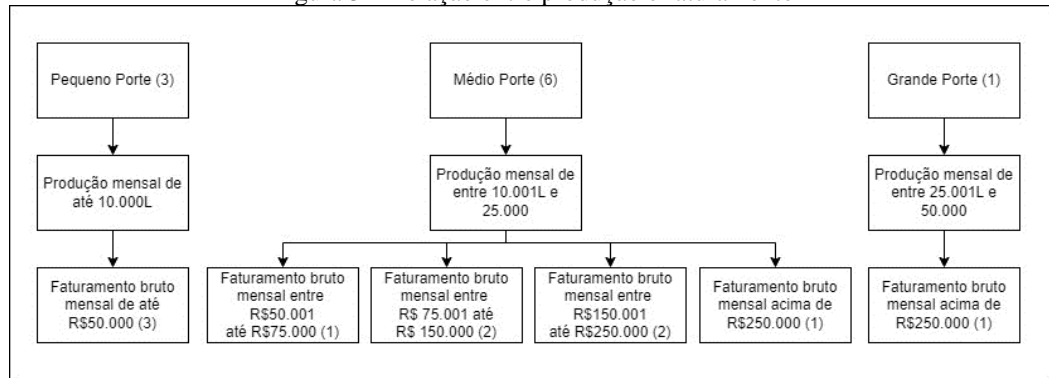 Pequeno Porte (3)
Médio Porte (6)
Grande Porte (1)
Produção mensal de
até 10.000L
Produção mensal de
entre 10.001L e
25.000
Produção mensal de
entre 25.001L e
50.000
Faturamento bruto
mensal de até
R$50.000 (3)
Faturamento bruto
mensal entre
R$50.001
até R$75.000 (1)
Faturamento bruto
mensal entre
R$ 75.001 até
R$ 150.000 (2)
Faturamento bruto
mensal entre
R$150.001
até R$250.000 (2)
Faturamento bruto
mensal acima de
R$250.000 (1)
Faturamento bruto
mensal acima de
R$250.000 (1)